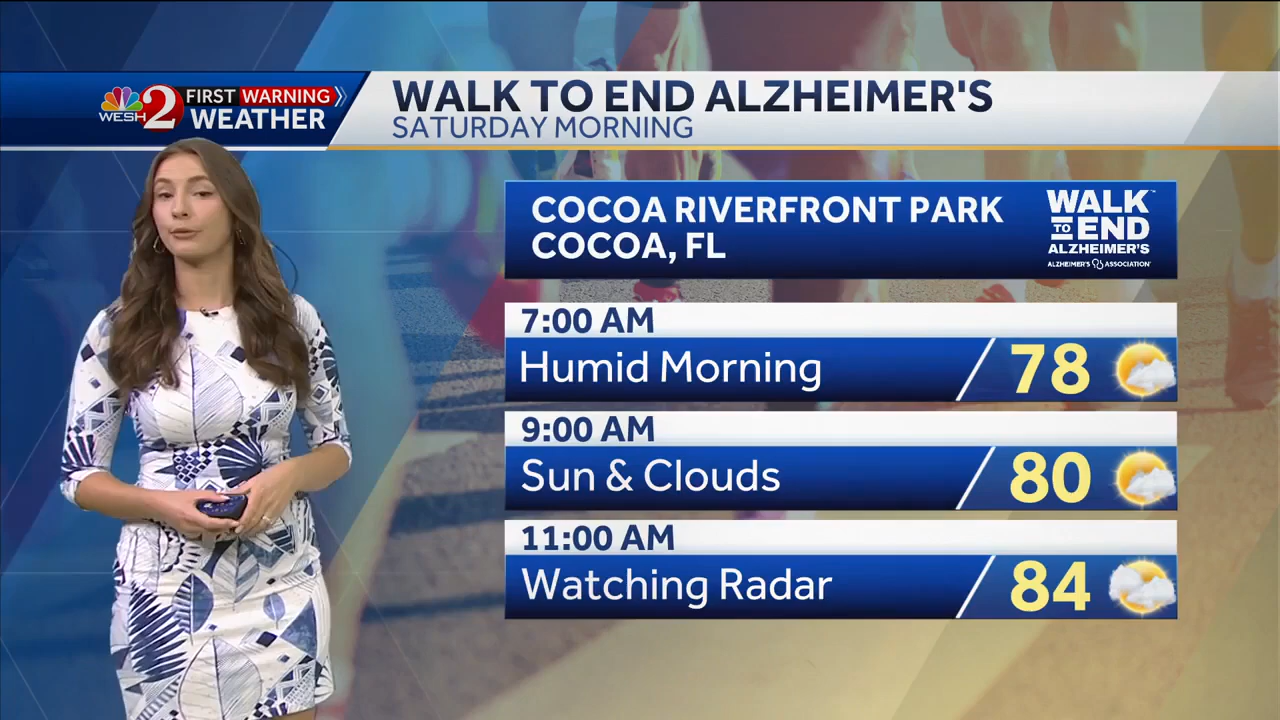 WESH 2
FIRST WARNING
WEATHER
WALK TO END ALZHEIMER'S
SATURDAY MORNING
COCOA RIVERFRONT PARK
COCOA, FL
WALK
TO END
ALZHEIMER'S
ALZHEIMER'S ASSOCIATION
7:00 AM
Humid Morning 78
9:00 AM
Sun & Clouds 80
11:00 AM
Watching Radar 84